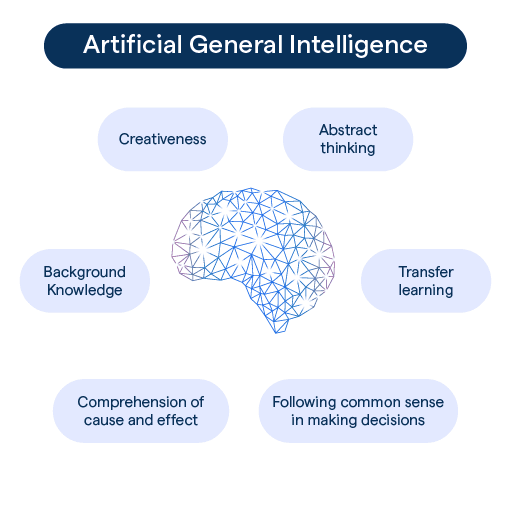 Artificial General Intelligence
Creativeness
Abstract
thinking
Background
Knowledge
Transfer
learning
Comprehension of
cause and effect
Following common sense
in making decisions